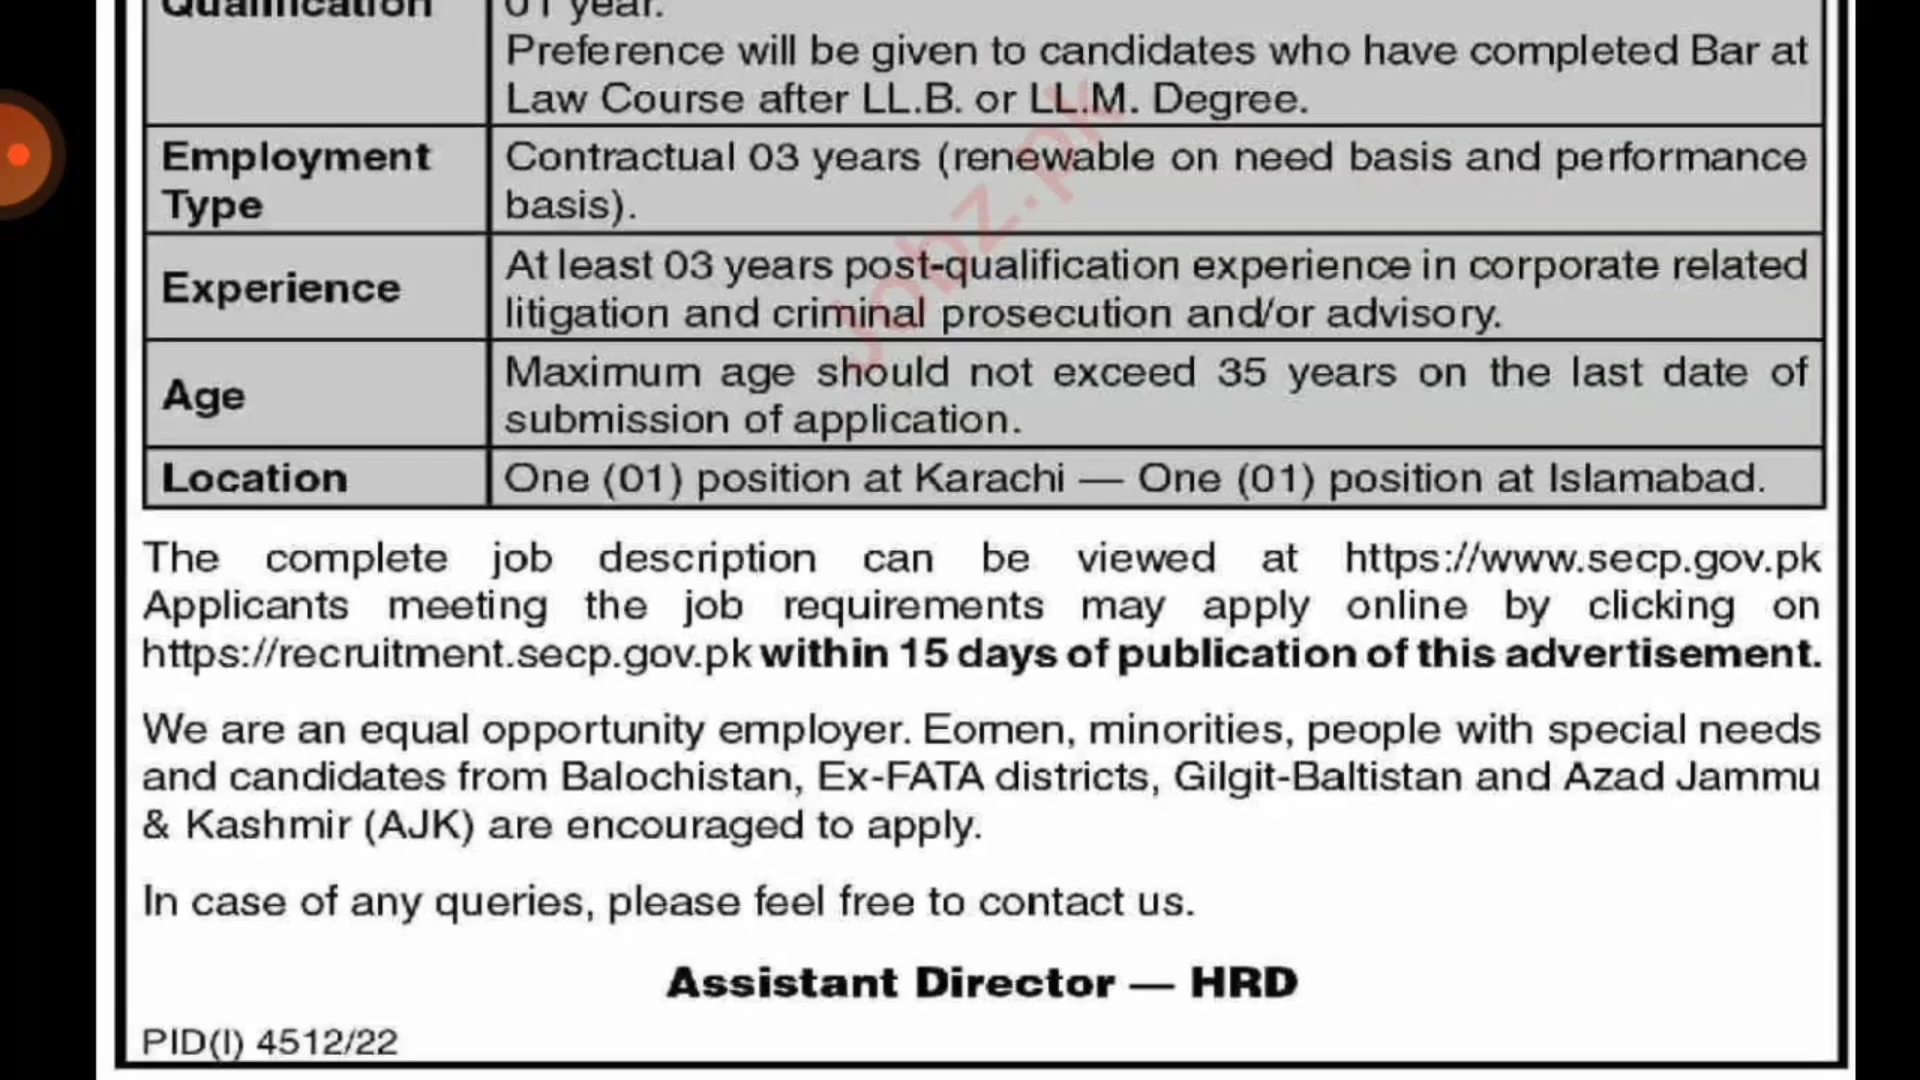 Qualification
01 year.
Preference will be given to candidates who have completed Bar at
Law Course after LL.B. or LL.M. Degree.
Employment
Type
Contractual 03 years (renewable on need basis and performance
basis).
Experience
At least 03 years post-qualification experience in corporate related
litigation and criminal prosecution and/or advisory.
Age
Maximum age should not exceed 35 years on the last date of
submission of application.
Location
One (01) position at Karachi — One (01) position at Islamabad.
Jobz.pk
The complete job description can be viewed at https://www.secp.gov.pk
Applicants meeting the job requirements may apply online by clicking on
https://recruitment.secp.gov.pk within 15 days of publication of this advertisement.
We are an equal opportunity employer. Eomen, minorities, people with special needs
and candidates from Balochistan, Ex-FATA districts, Gilgit-Baltistan and Azad Jammu
& Kashmir (AJK) are encouraged to apply.
In case of any queries, please feel free to contact us.
Assistant Director — HRD
PID(I) 4512/22